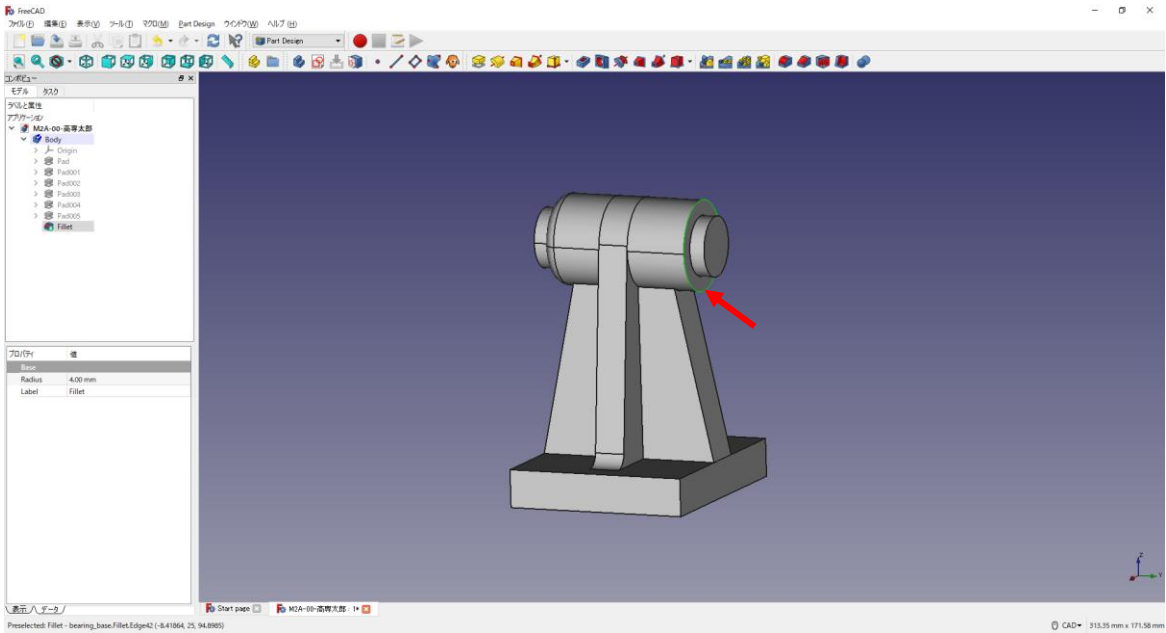 FreeCAD
ファイル(F) 編集(E) 表示(V) ツール(T) マクロ(M) Part Design ウインドウ(W) ヘルプ(H)
Part Design
コンボビュー
モデル タスク
ラベルと属性
アプリケーション
M2A-00-高専太郎
Body
Origin
Pad
Pad001
Pad002
Pad003
Pad004
Pad005
Fillet
プロパティ 値
Base
Radius 4.00 mm
Label Fillet
Z
Y
表示 データ
Start page M2A-00-高専太郎 : 1*
Preselected: Fillet - bearing_base.Fillet.Edge42 (-8.41864, 25, 94.8985) CAD 313.35 mm x 171.58 mm